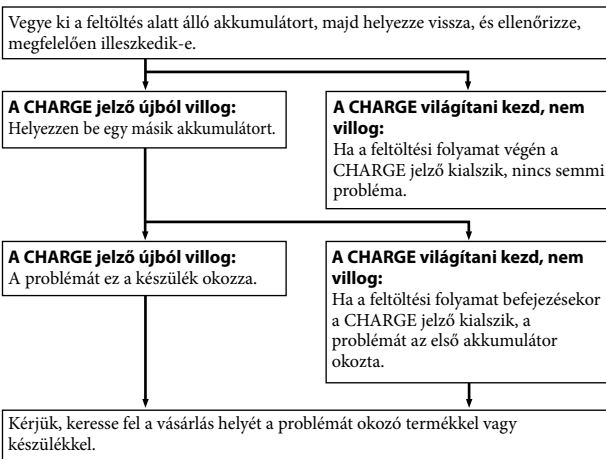 Vegye ki a feltöltés alatt álló akkumulátort, majd helyezze vissza, és ellenőrizze,
megfelelően illeszkedik-e.
A CHARGE jelző újból villog:
Helyezzen be egy másik akkumulátort.
A CHARGE világítani kezd, nem
villog:
Ha a feltöltési folyamat végén a
CHARGE jelző kialszik, nincs semmi
probléma.
A CHARGE jelző újból villog:
A problémát ez a készülék okozza.
A CHARGE világítani kezd, nem
villog:
Ha a feltöltési folyamat befejezésekor
a CHARGE jelző kialszik, a
problémát az első akkumulátor
okozta.
Kérjük, keresse fel a vásárlás helyét a problémát okozó termékkel vagy
készülékkel.